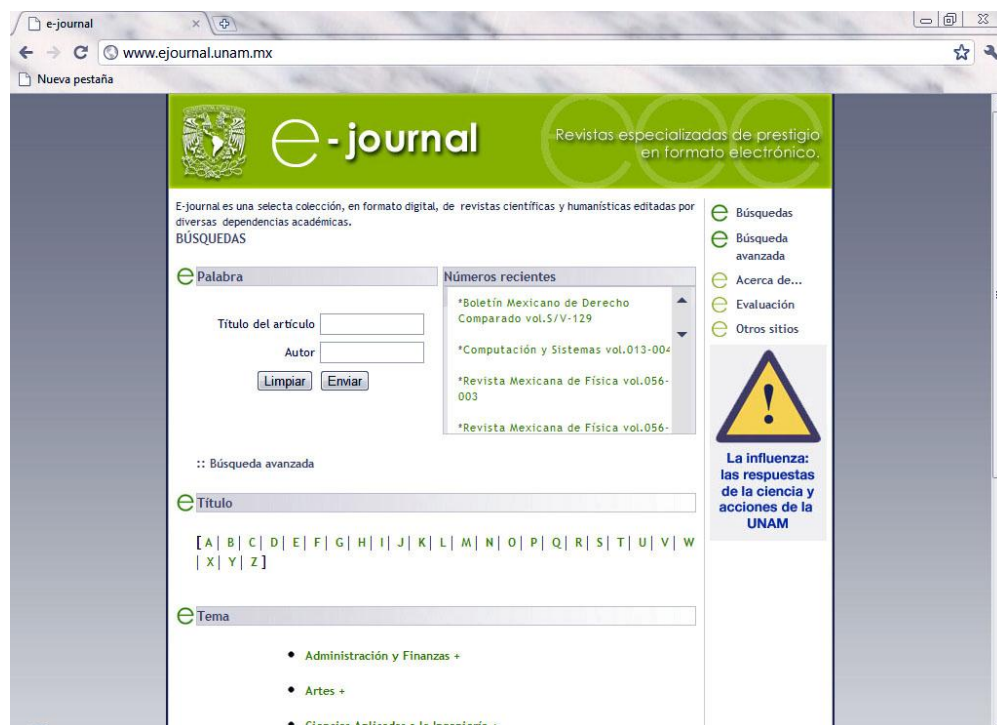 e-journal
www.ejournal.unam.mx
Nueva pestaña
e - journal
Revistas especializadas de prestigio
en formato electrónico.
E-journal es una selecta colección, en formato digital, de revistas científicas y humanísticas editadas por
diversas dependencias académicas.
BÚSQUEDAS
e Palabra
Título del artículo
Autor
Limpiar Enviar
Números recientes
*Boletín Mexicano de Derecho
Comparado vol.S/V-129
*Computación y Sistemas vol.013-004
*Revista Mexicana de Física vol.056-
003
*Revista Mexicana de Física vol.056-
:: Búsqueda avanzada
e Título
[ A | B | C | D | E | F | G | H | I | J | K | L | M | N | O | P | Q | R | S | T | U | V | W
| X | Y | Z ]
e Tema
• Administración y Finanzas +
• Artes +
• Ciencias Aplicadas a la Ingeniería +
e Búsquedas
e Búsqueda
avanzada
e Acerca de...
e Evaluación
e Otros sitios
!
La influenza:
las respuestas
de la ciencia y
acciones de la
UNAM